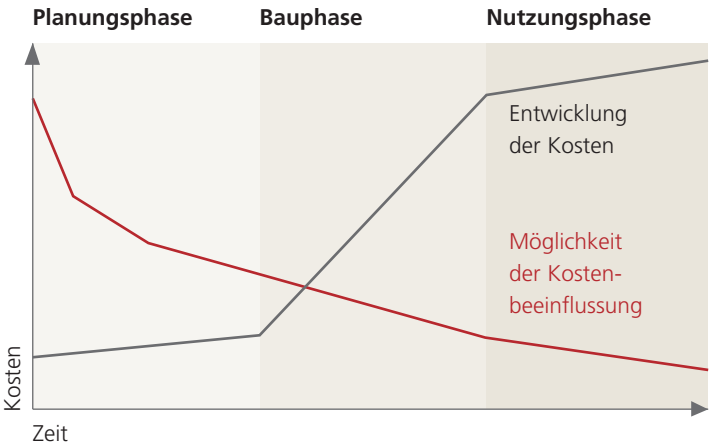 Planungsphase
Bauphase
Nutzungsphase
Entwicklung
der Kosten
Möglichkeit
der Kosten-
beeinflussung
Kosten
Zeit